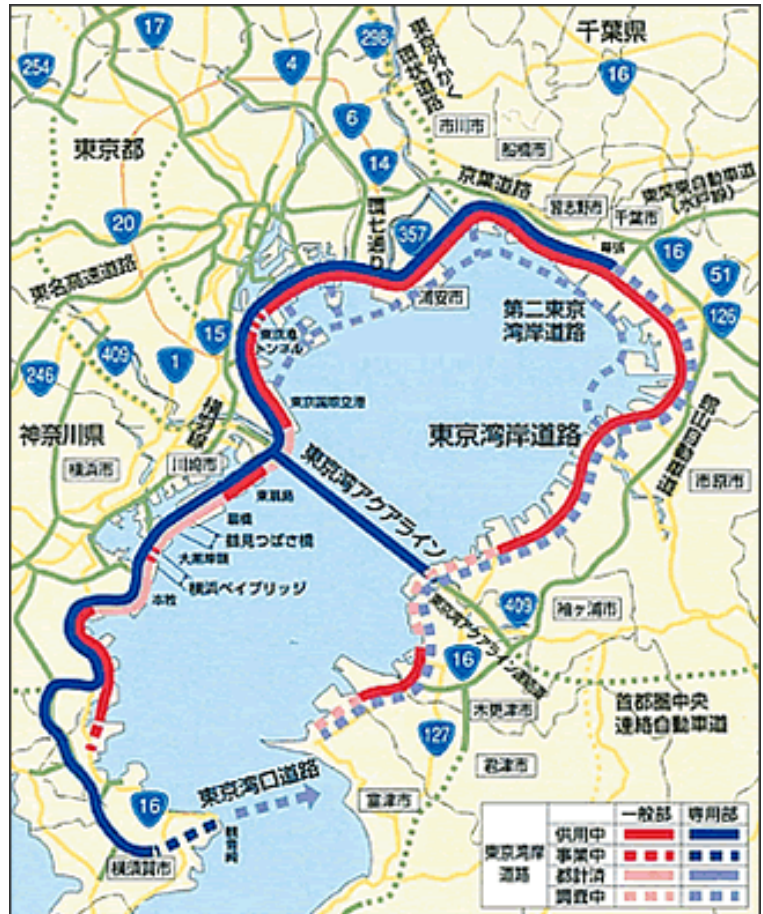 17
298
東京外かく
環状道路
千葉県
254
4
16
6
市川市
船橋市
東京都
14
京葉道路
東関東自動車道
(水戸線)
習志野市
千葉市
20
環七通り
357
幕張
16
51
東名高速道路
浦安市
第二東京
湾岸道路
126
15
東京港
トンネル
409
1
246
横羽線
東京国際空港
東京湾岸道路
館山自動車道
神奈川県
川崎市
横浜市
東京湾アクアライン
市原市
東扇島
扇島
鶴見つばさ橋
大黒埠頭
横浜ベイブリッジ
本牧
409
袖ヶ浦市
東京湾アクアライン連絡道
16
木更津市
首都圏中央
連絡自動車道
127
君津市
東京湾口道路
16
富津市
観音崎
横須賀市
一般部
専用部
東京湾岸
道路
供用中
事業中
都計済
調査中